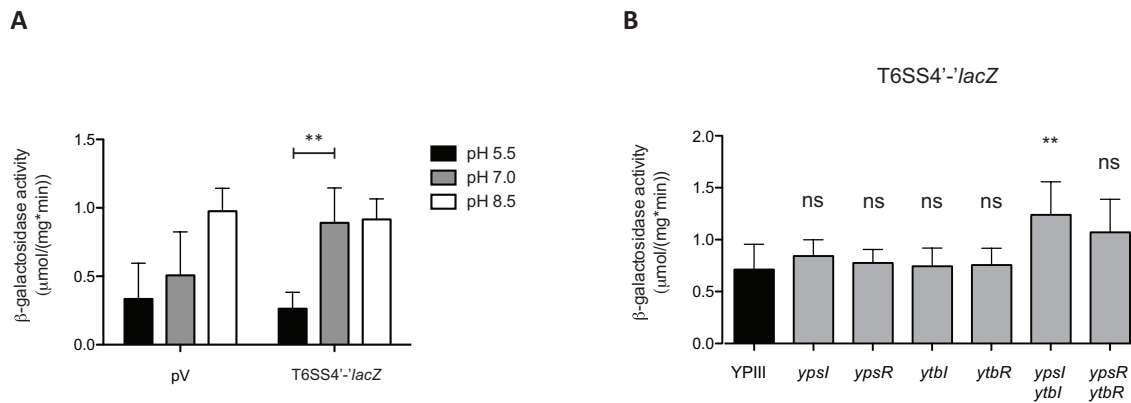 A
β-galactosidase activity
(μmol/(mg*min))
1.5
1.0
0.5
0.0
**
pH 5.5
pH 7.0
pH 8.5
pV
T6SS4’-’lacZ
B
T6SS4’-’lacZ
β-galactosidase activity
(μmol/(mg*min))
2.0
1.5
1.0
0.5
0.0
ns
ns
ns
ns
**
ns
YPIII
ypsI
ypsR
ytbI
ytbR
ypsI
ytbI
ypsR
ytbR